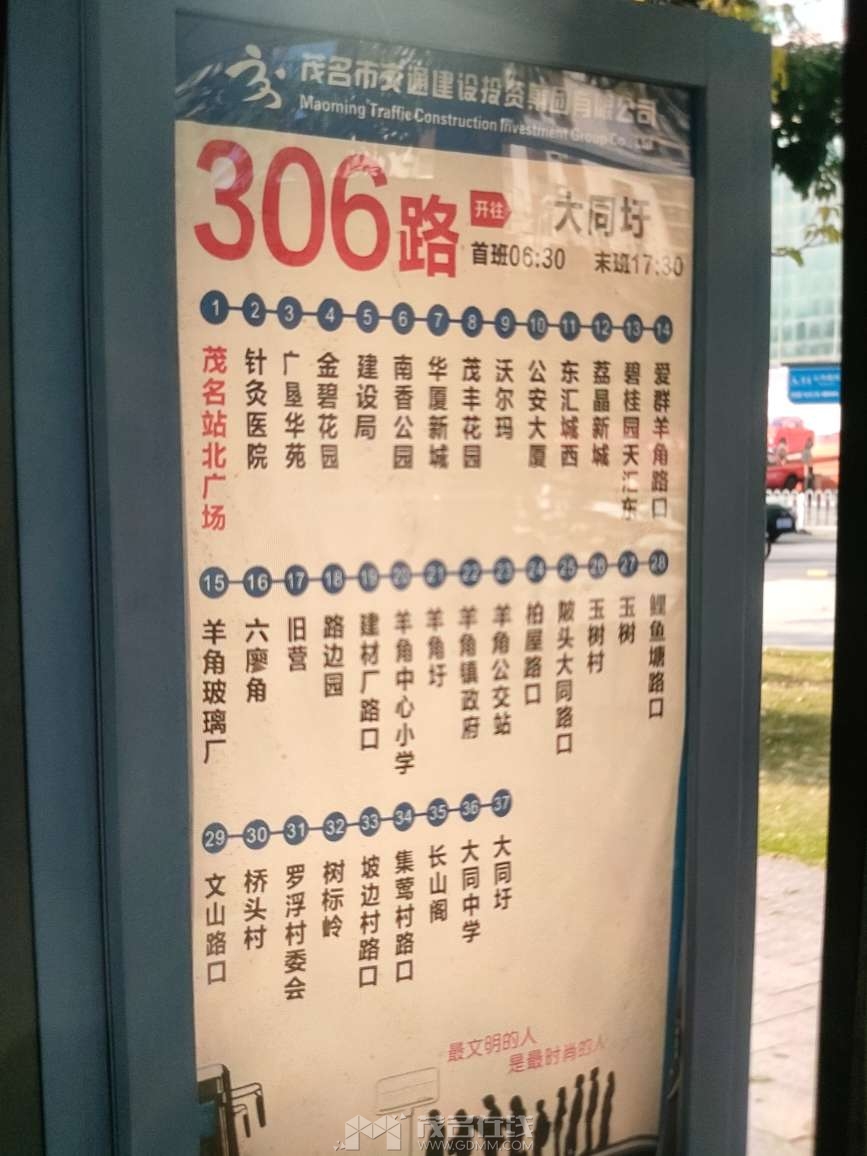 茂名市交通建设投资集团有限公司
Maoming Traffic Construction Investment Group Co., Ltd
306路 开往 大同圩
首班06:30 末班17:30
1 2 3 4 5 6 7 8 9 10 11 12 13 14
茂名站北广场
针灸医院
广垦华苑
金碧花园
建设局
南香公园
华厦新城
茂丰花园
沃尔玛
公安大厦
东汇城西
荔晶新城
碧桂园天汇东
爱群羊角路口
15 16 17 18 19 20 21 22 23 24 25 26 27 28
羊角玻璃厂
六廖角
旧营
路边园
建材厂路口
羊角中心小学
羊角圩
羊角镇政府
羊角公交站
柏屋路口
陂头大同路口
玉树村
玉树
鲤鱼塘路口
29 30 31 32 33 34 35 36 37
文山路口
桥头村
罗浮村委会
树标岭
坡边村路口
集莺村路口
长山阁
大同中学
大同圩
最文明的人
是最时尚的人
茂名在线
WWW.GDMM.COM